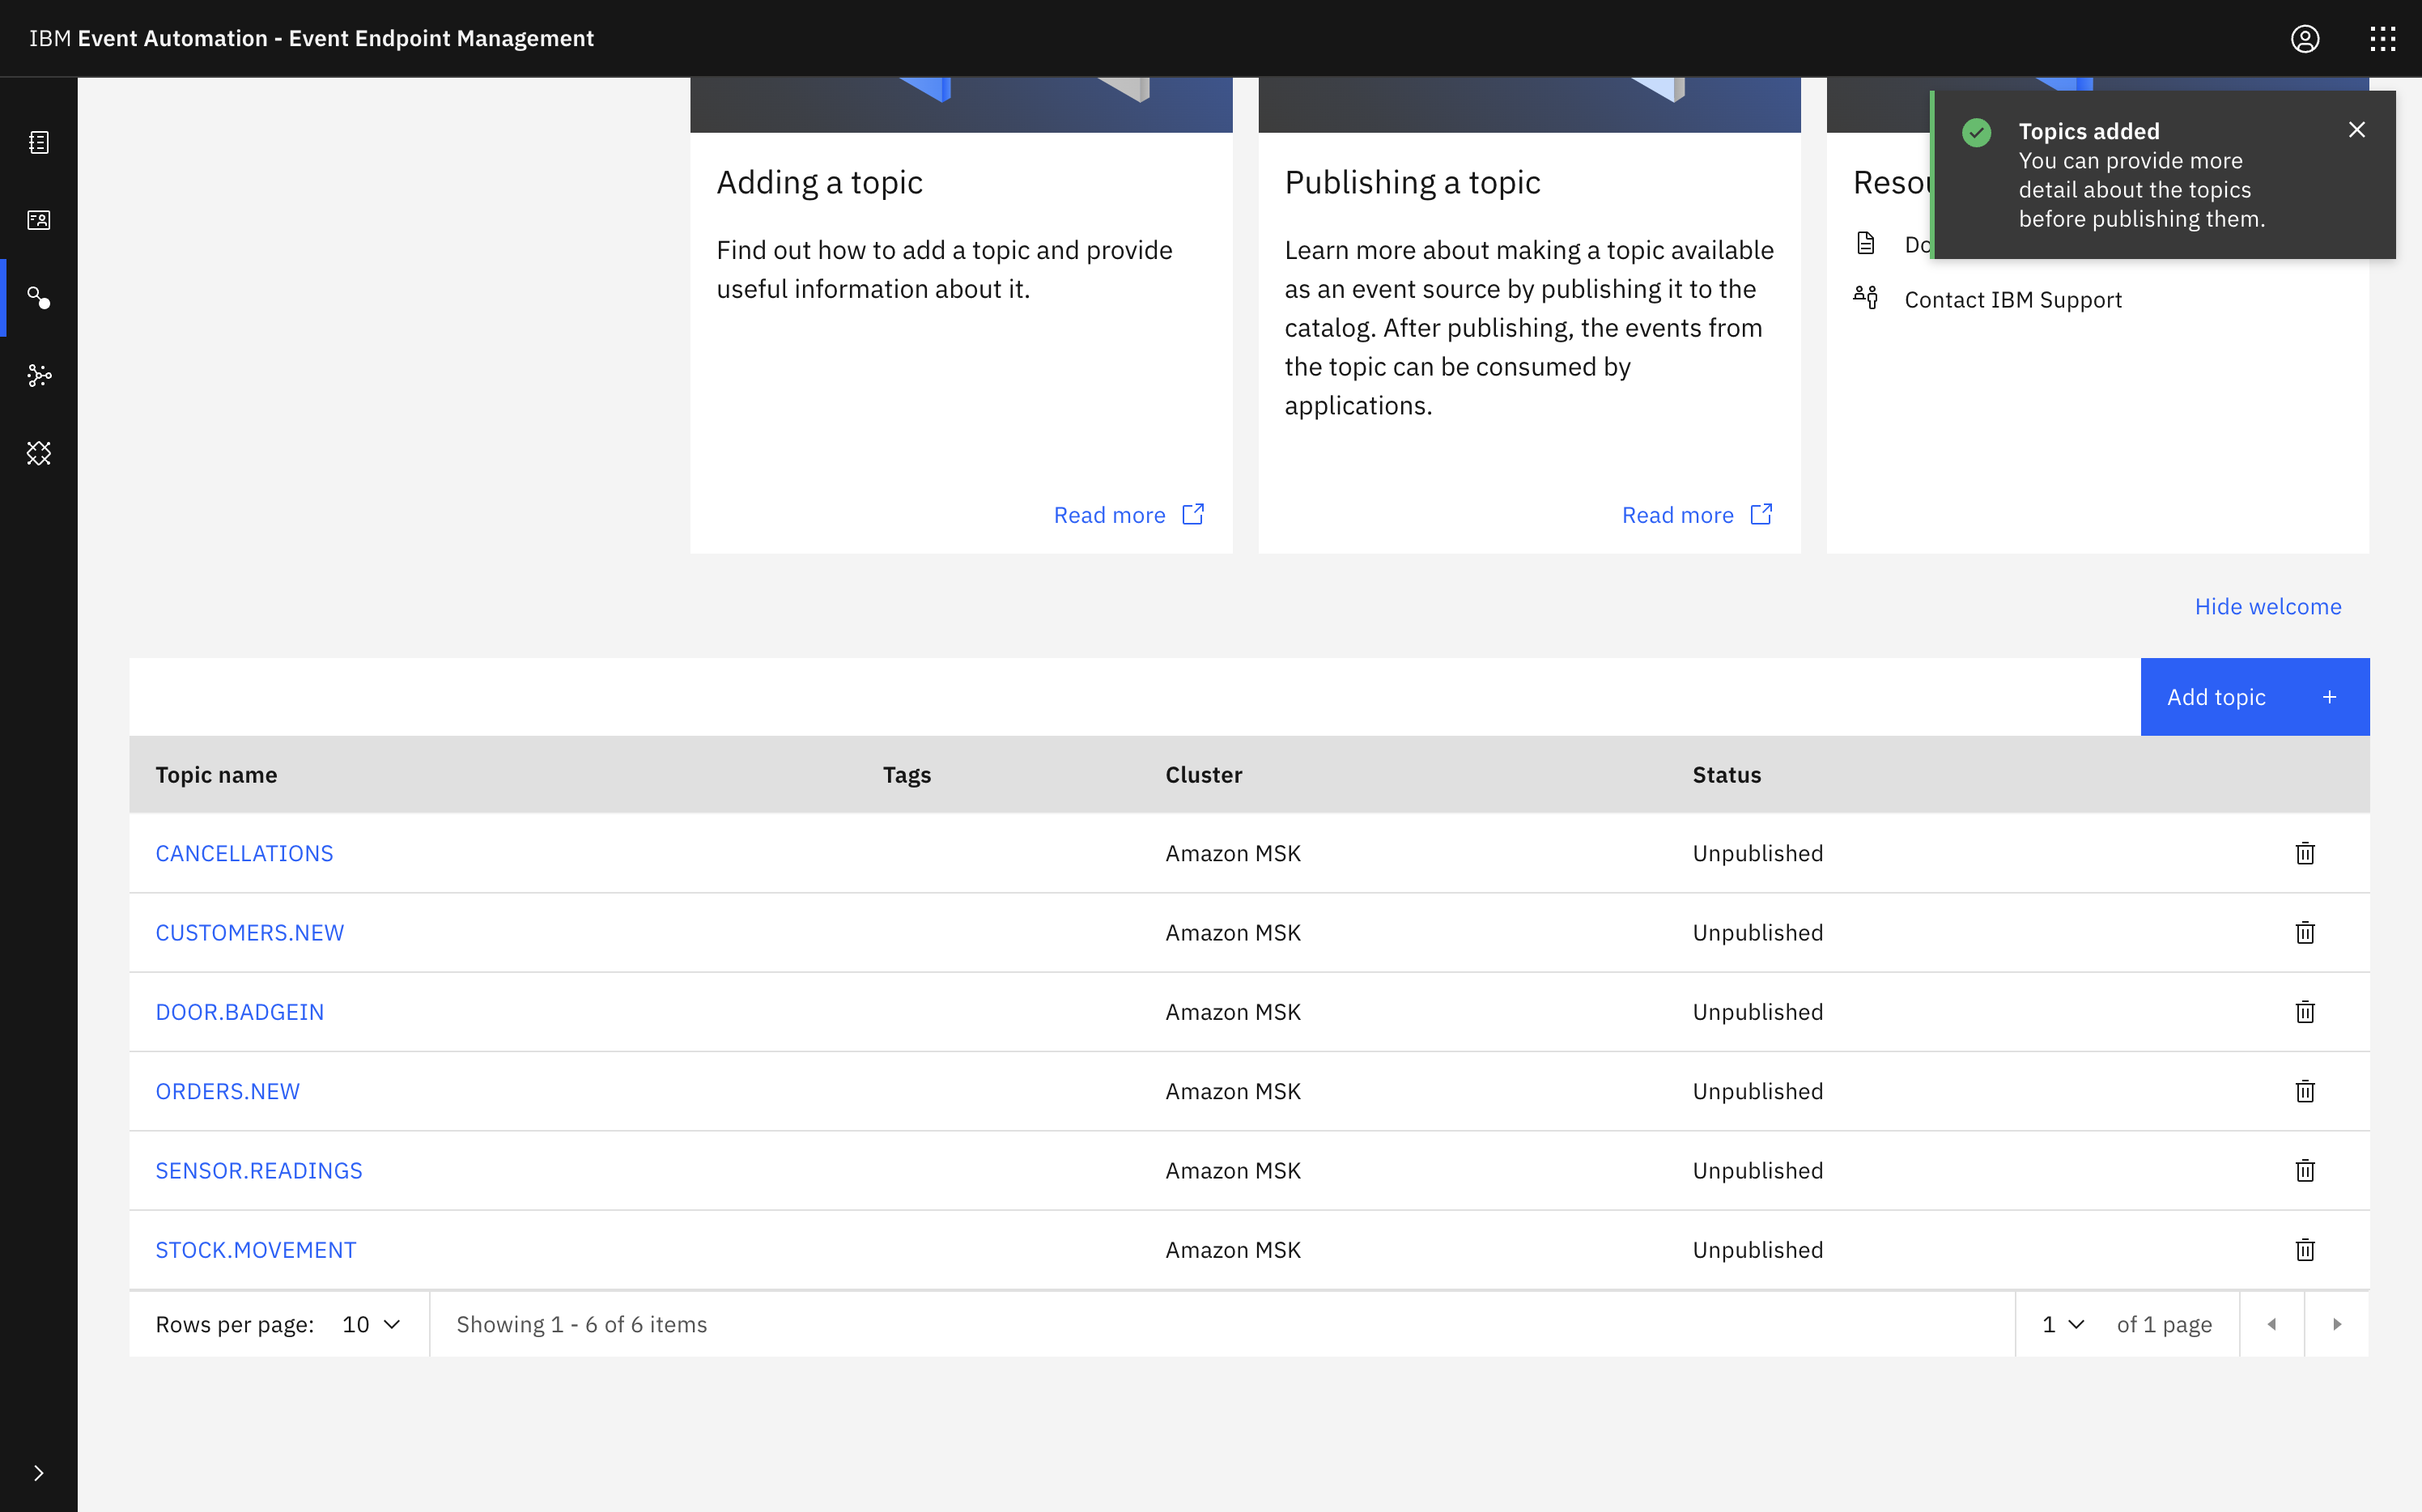 IBM Event Automation - Event Endpoint Management
Topics added
You can provide more
detail about the topics
before publishing them.
Adding a topic
Find out how to add a topic and provide
useful information about it.
Read more
Publishing a topic
Learn more about making a topic available
as an event source by publishing it to the
catalog. After publishing, the events from
the topic can be consumed by
applications.
Read more
Contact IBM Support
Hide welcome
Add topic +
Topic name Tags Cluster Status
CANCELLATIONS Amazon MSK Unpublished
CUSTOMERS.NEW Amazon MSK Unpublished
DOOR.BADGEIN Amazon MSK Unpublished
ORDERS.NEW Amazon MSK Unpublished
SENSOR.READINGS Amazon MSK Unpublished
STOCK.MOVEMENT Amazon MSK Unpublished
Rows per page: 10 Showing 1 - 6 of 6 items 1 of 1 page